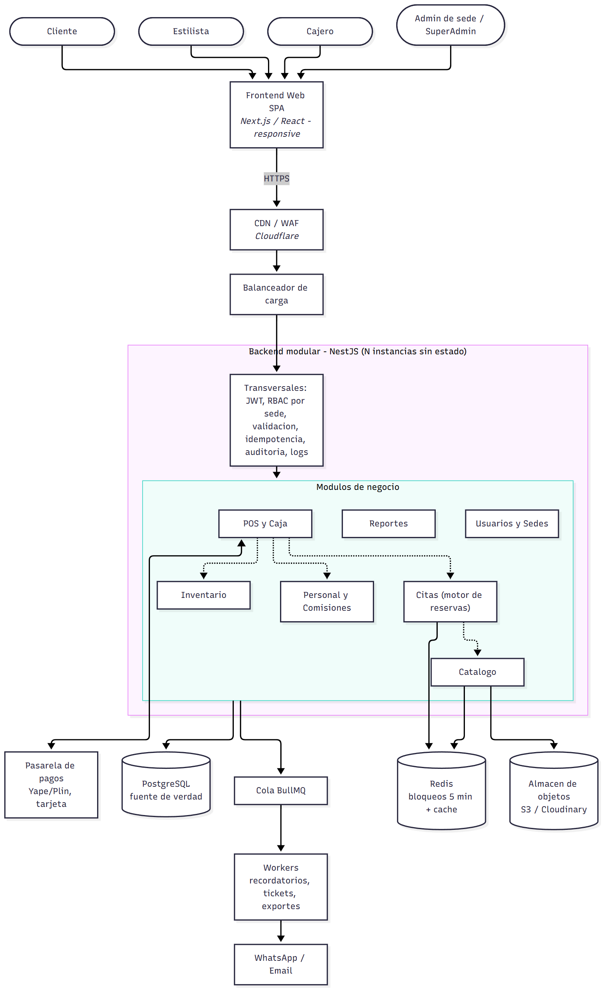 Cliente
Estilista
Cajero
Admin de sede /
SuperAdmin
Frontend Web
SPA
Next.js / React -
responsive
HTTPS
CDN / WAF
Cloudflare
Balanceador de
carga
Backend modular - NestJS (N instancias sin estado)
Transversales:
JWT, RBAC por
sede,
validacion,
idempotencia,
auditoria, logs
Modulos de negocio
POS y Caja
Reportes
Usuarios y Sedes
Inventario
Personal y
Comisiones
Citas (motor de
reservas)
Catalogo
Pasarela de
pagos
Yape/Plin,
tarjeta
PostgreSQL
fuente de verdad
Cola BullMQ
Redis
bloqueos 5 min
+ cache
Almacen de
objetos
S3 / Cloudinary
Workers
recordatorios,
tickets,
exportes
WhatsApp /
Email